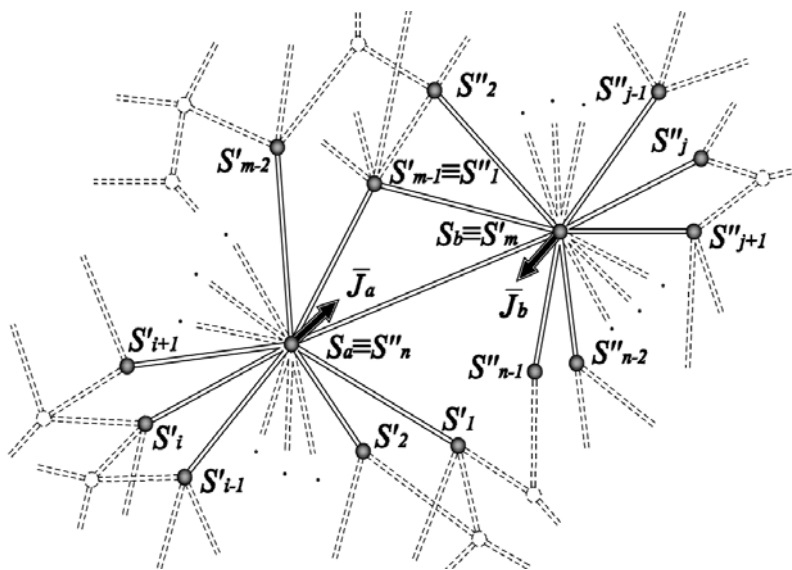 S''2
S''j-1
S'm-2
S'm-1≡S''1
S''j
Sb≡S'm
S''j+1
J̅a
J̅b
S'i+1
Sa≡S''n
S''n-1
S''n-2
S'i
S'2
S'1
S'i-1